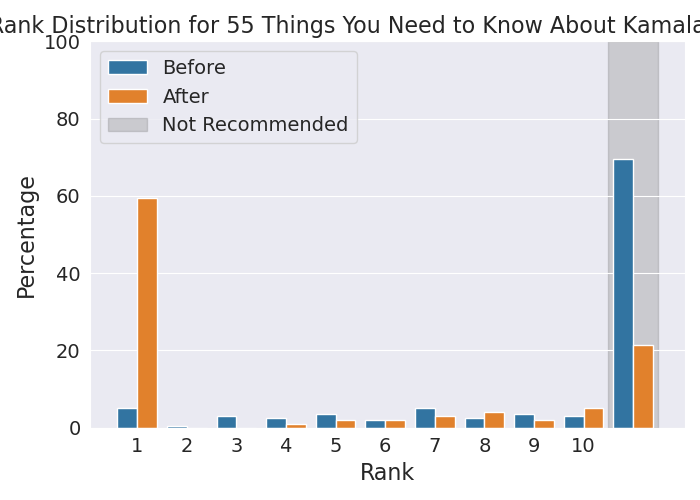 Rank Distribution for 55 Things You Need to Know About Kamala
100
80
60
40
20
0
Percentage
Before
After
Not Recommended
1 2 3 4 5 6 7 8 9 10
Rank